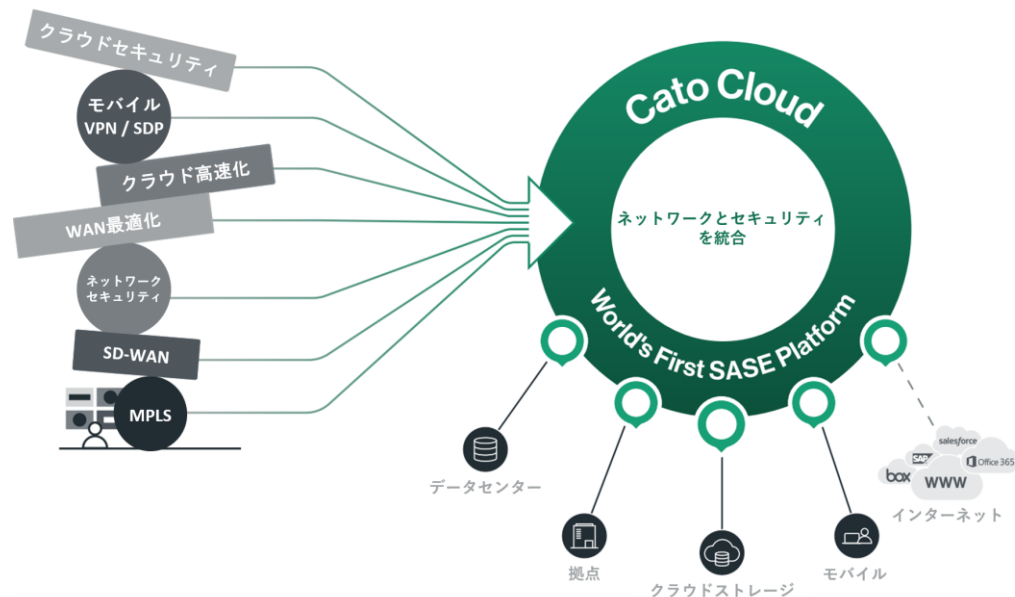 クラウドセキュリティ
モバイル
VPN / SDP
クラウド高速化
WAN最適化
ネットワーク
セキュリティ
SD-WAN
MPLS
Cato Cloud
ネットワークとセキュリティ
を統合
World's First SASE Platform
データセンター
拠点
クラウドストレージ
モバイル
salesforce
SAP
Office 365
box
WWW
インターネット